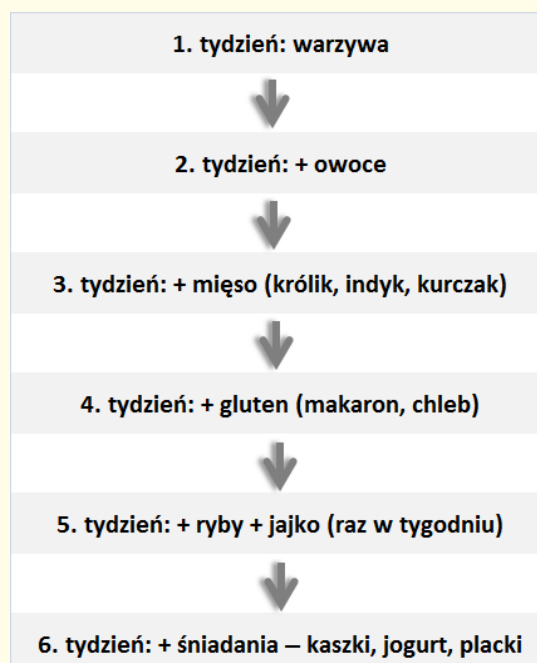 1. tydzień: warzywa
2. tydzień: + owoce
3. tydzień: + mięso (królik, indyk, kurczak)
4. tydzień: + gluten (makaron, chleb)
5. tydzień: + ryby + jajko (raz w tygodniu)
6. tydzień: + śniadania – kaszki, jogurt, placki